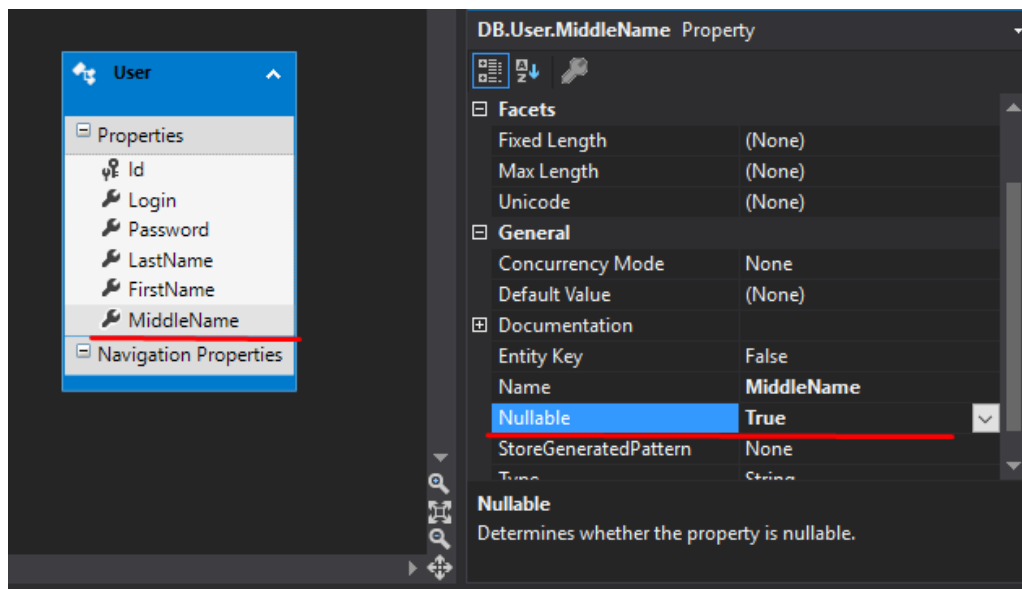 User
Properties
Id
Login
Password
LastName
FirstName
MiddleName
Navigation Properties
DB.User.MiddleName Property
Facets
Fixed Length (None)
Max Length (None)
Unicode (None)
General
Concurrency Mode None
Default Value (None)
Documentation
Entity Key False
Name MiddleName
Nullable True
StoreGeneratedPattern None
Type String
Nullable
Determines whether the property is nullable.